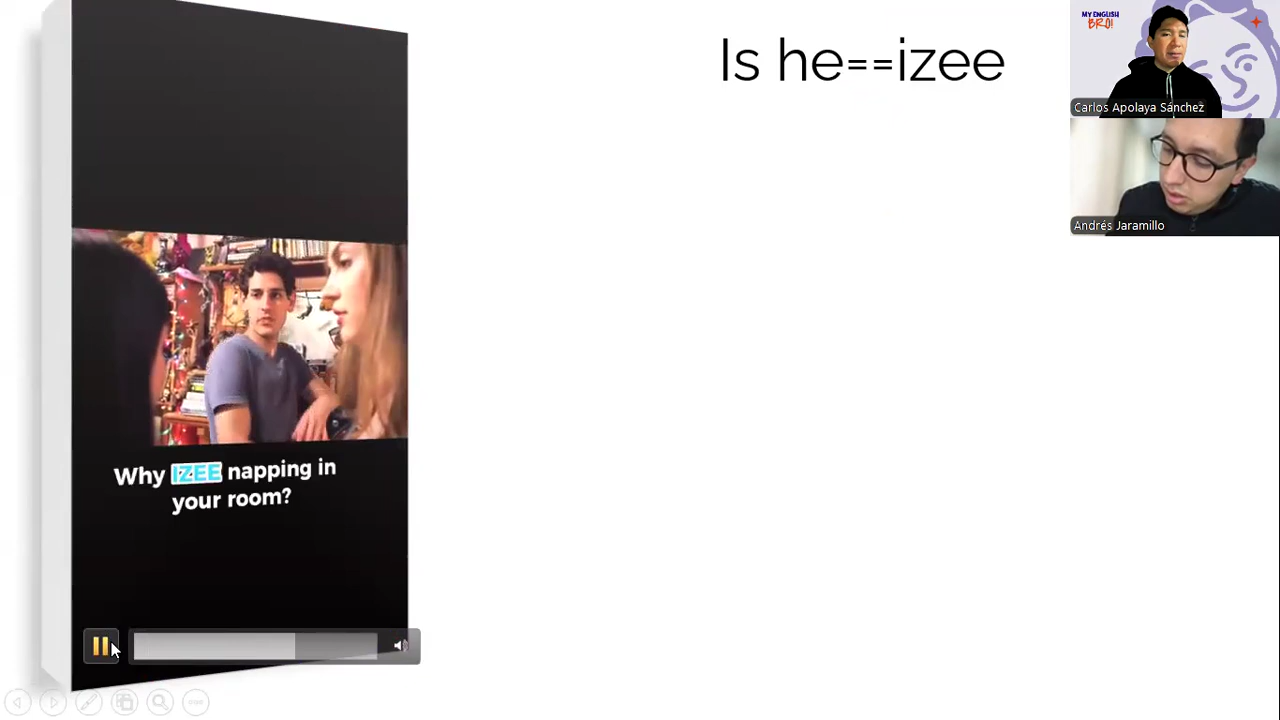 Is he==izee
MY ENGLISH
BRO!
Carlos Apolaya Sánchez
Andrés Jaramillo
Why IZEE napping in
your room?